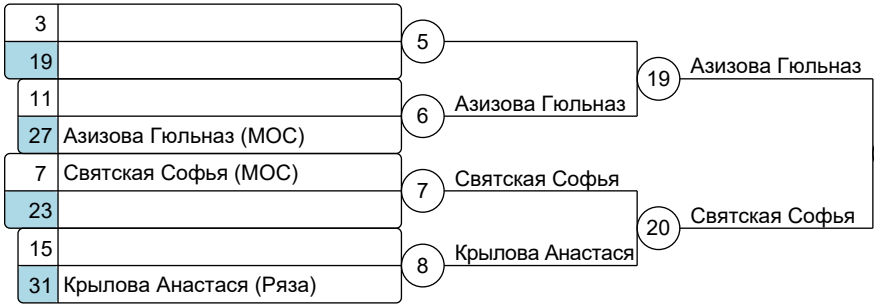 3
5
19
Азизова Гюльназ
19
11
Азизова Гюльназ
6
27 Азизова Гюльназ (МОС)
7 Святская Софья (МОС)
Святская Софья
7
23
Святская Софья
20
15
Крылова Анастася
8
31 Крылова Анастася (Ряза)